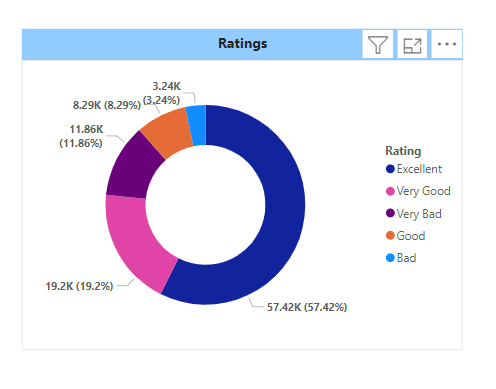 Ratings
3.24K
(3.24%)
8.29K (8.29%)
11.86K
(11.86%)
19.2K (19.2%)
57.42K (57.42%)
Rating
Excellent
Very Good
Very Bad
Good
Bad